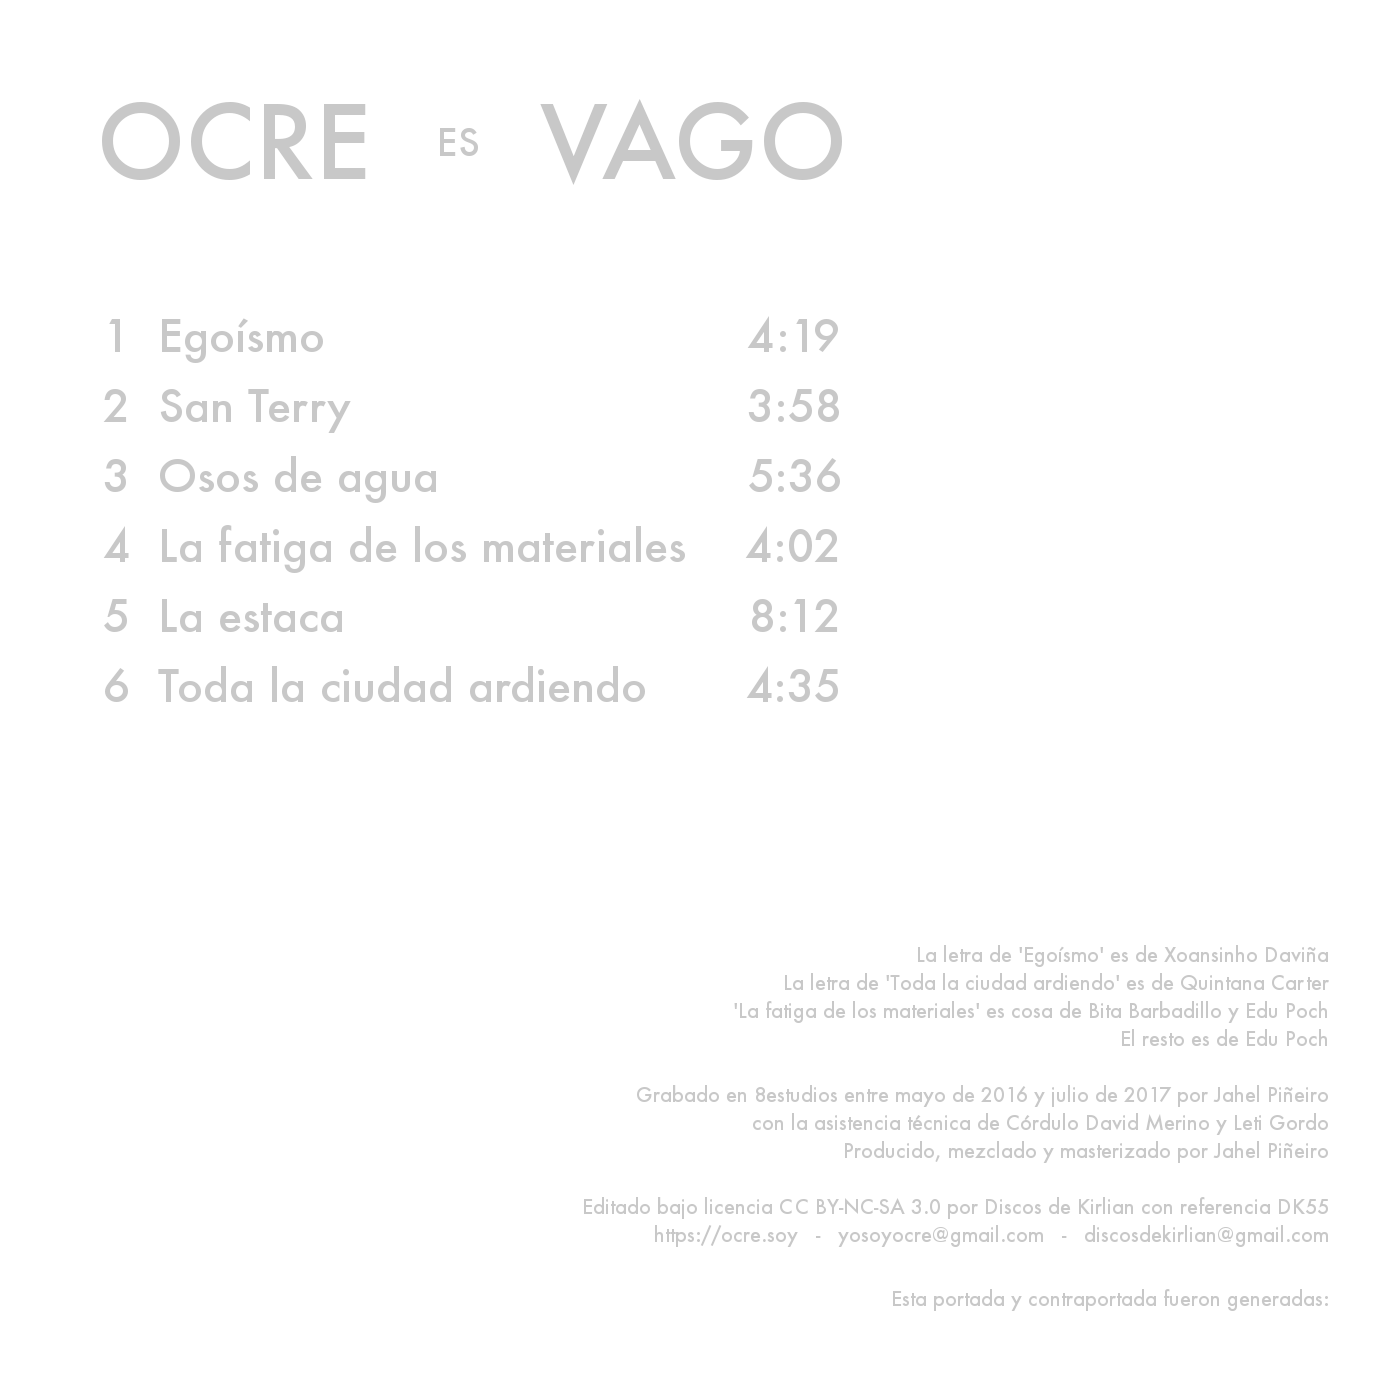 OCRE ES VAGO
1 Egoísmo 4:19
2 San Terry 3:58
3 Osos de agua 5:36
4 La fatiga de los materiales 4:02
5 La estaca 8:12
6 Toda la ciudad ardiendo 4:35
La letra de 'Egoísmo' es de Xoansinho Daviña
La letra de 'Toda la ciudad ardiendo' es de Quintana Carter
'La fatiga de los materiales' es cosa de Bita Barbadillo y Edu Poch
El resto es de Edu Poch
Grabado en 8estudios entre mayo de 2016 y julio de 2017 por Jahel Piñeiro
con la asistencia técnica de Córdulo David Merino y Leti Gordo
Producido, mezclado y masterizado por Jahel Piñeiro
Editado bajo licencia CC BY-NC-SA 3.0 por Discos de Kirlian con referencia DK55
https://ocre.soy - yosoyocre@gmail.com - discosdekirlian@gmail.com
Esta portada y contraportada fueron generadas: